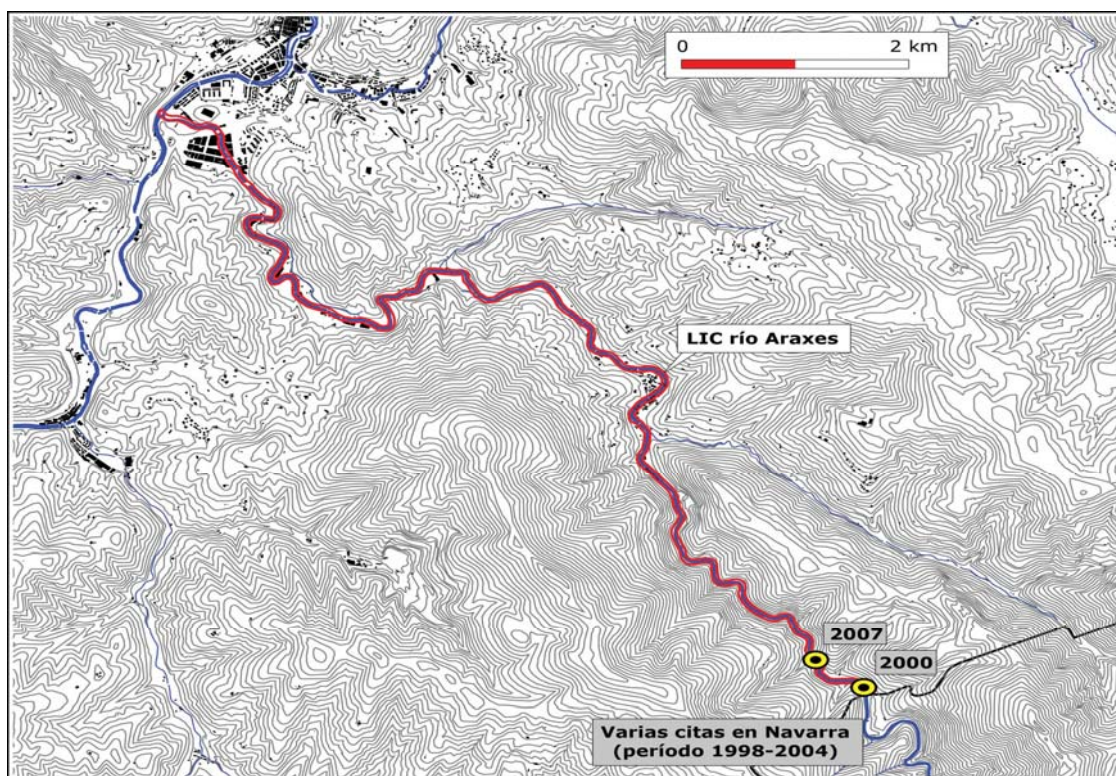 0 2 km
LIC río Araxes
2007
2000
Varias citas en Navarra
(período 1998-2004)